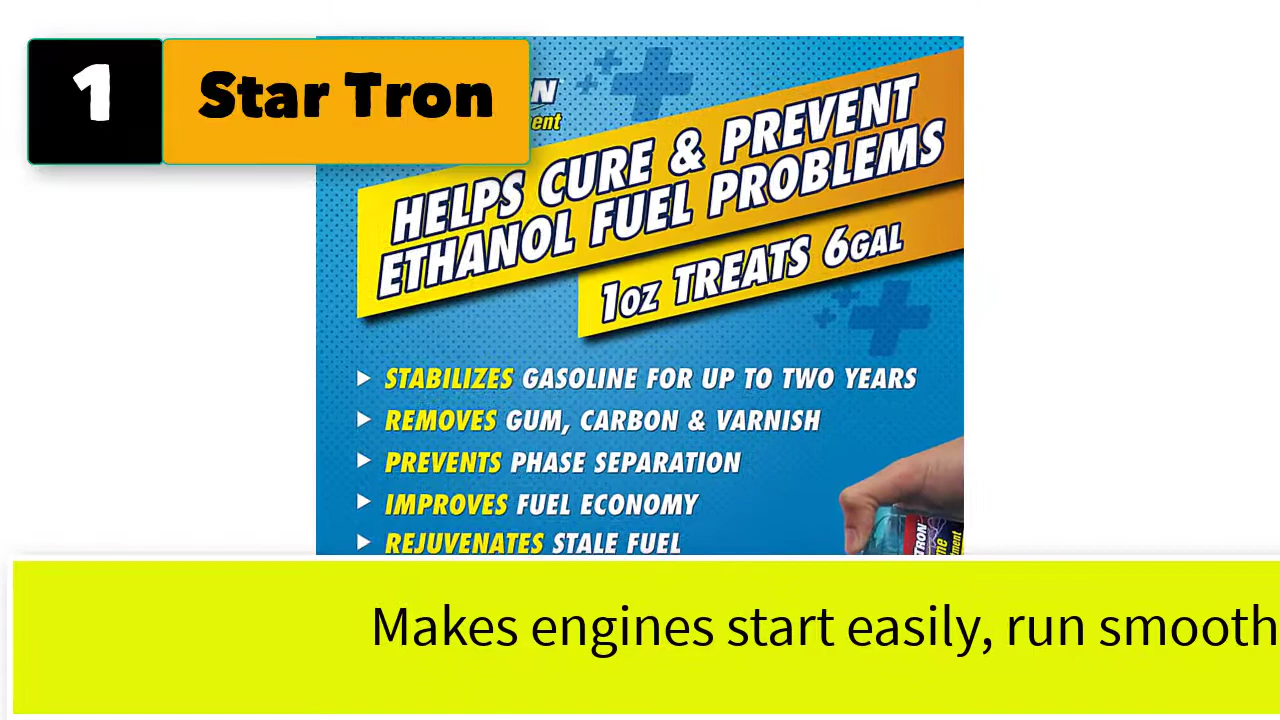 1 Star Tron
HELPS CURE & PREVENT
ETHANOL FUEL PROBLEMS
1OZ TREATS 6GAL
STABILIZES GASOLINE FOR UP TO TWO YEARS
REMOVES GUM, CARBON & VARNISH
PREVENTS PHASE SEPARATION
IMPROVES FUEL ECONOMY
REJUVENATES STALE FUEL
Makes engines start easily, run smooth